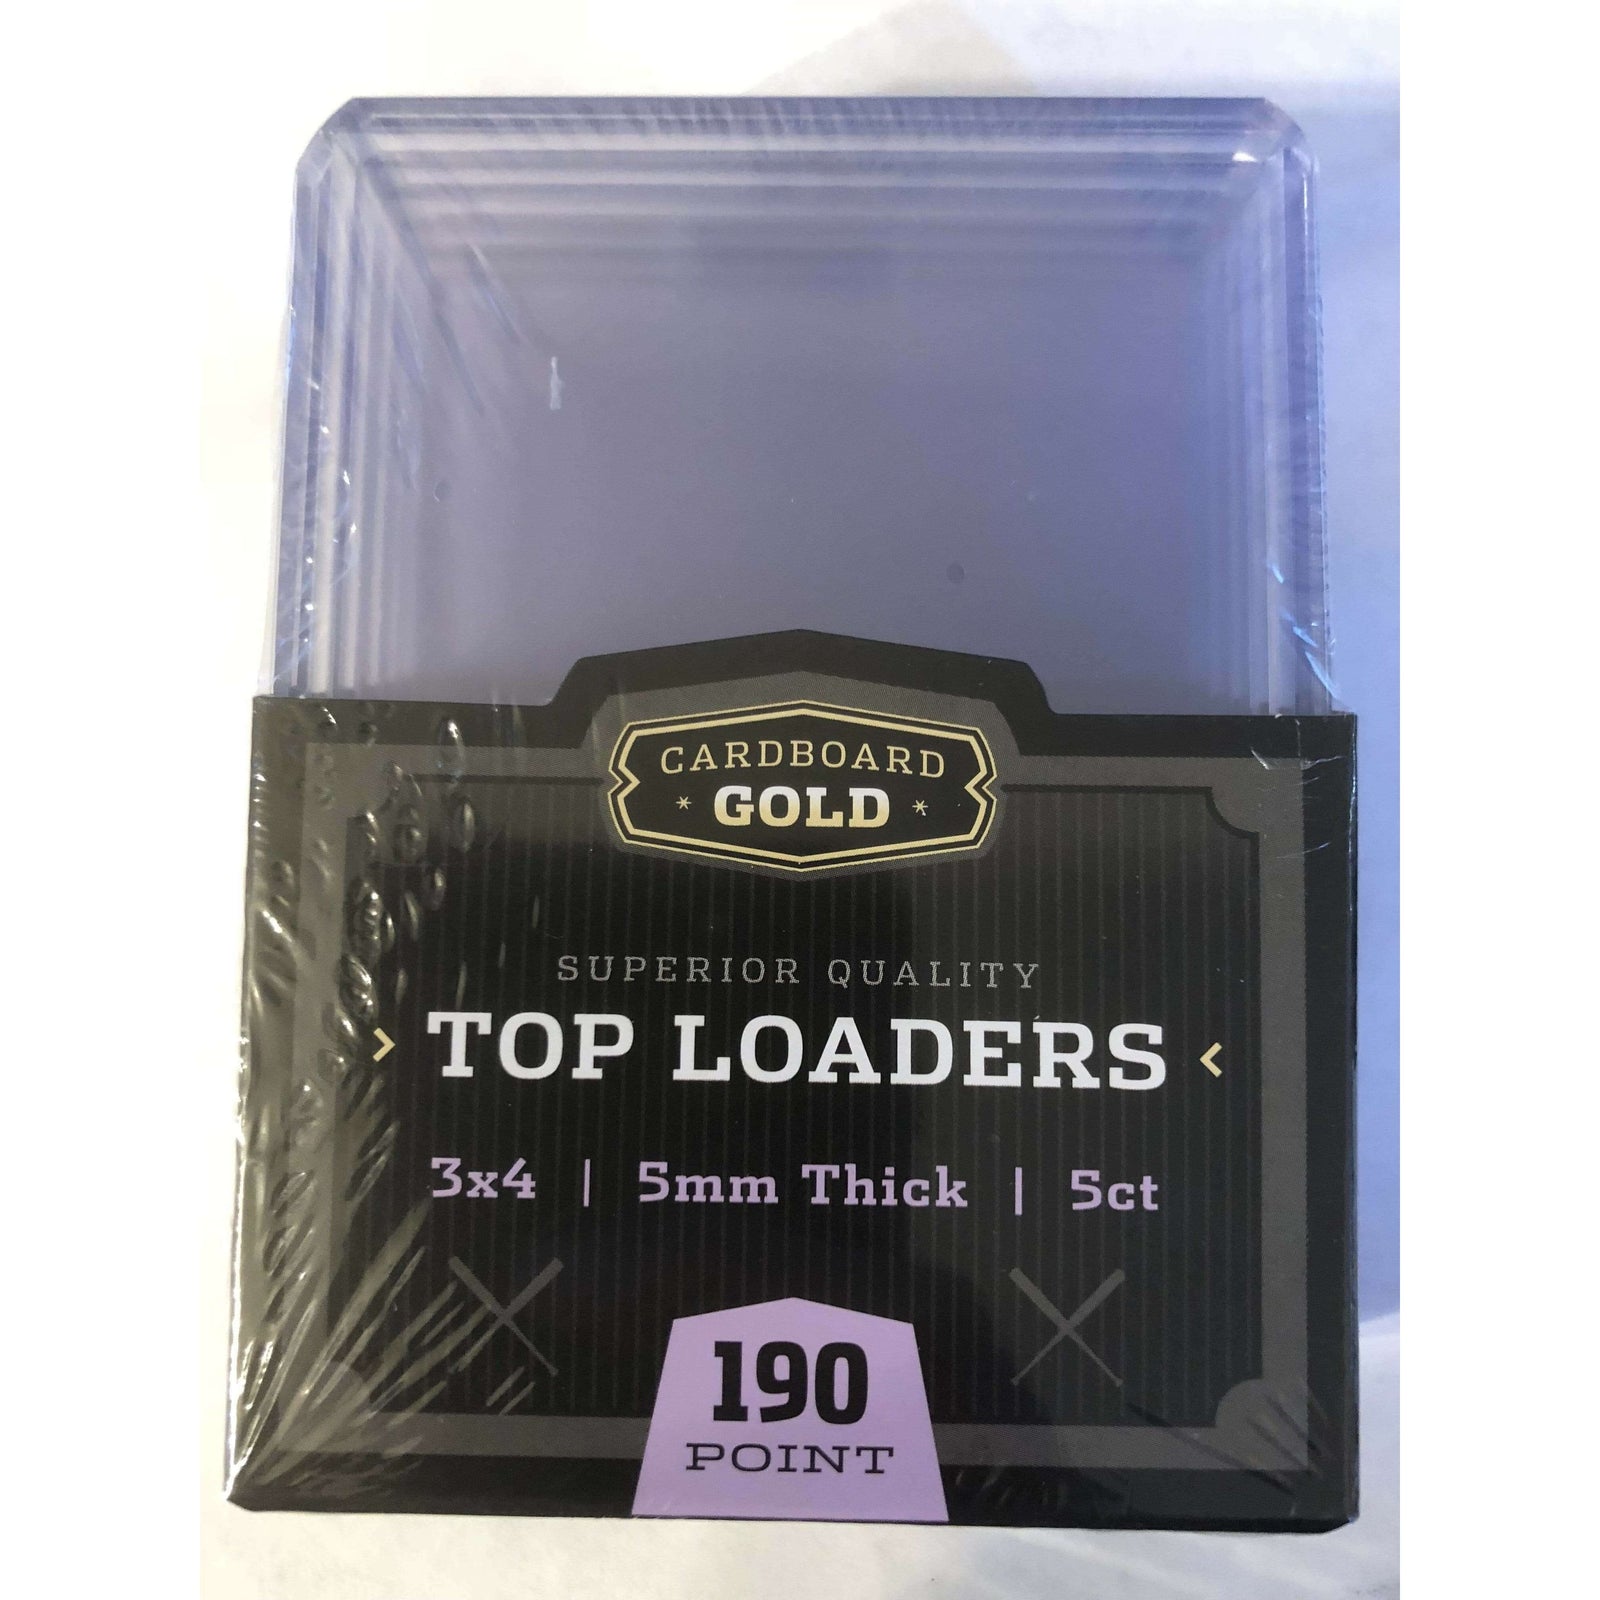 CARDBOARD
* GOLD *
SUPERIOR QUALITY
> TOP LOADERS <
3x4 | 5mm Thick | 5ct
190
POINT